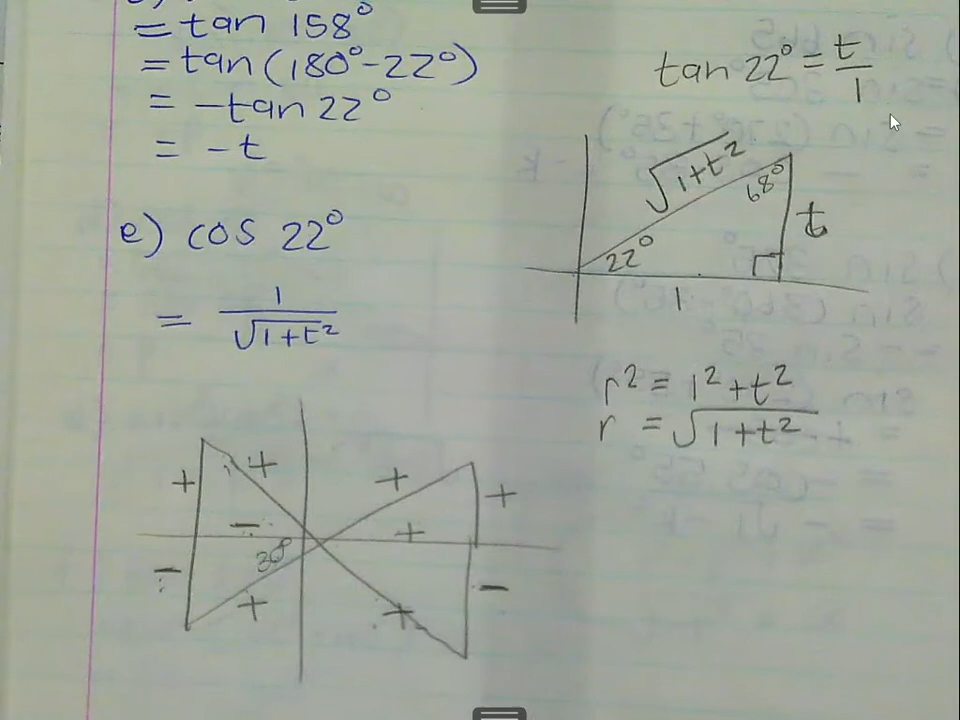 = tan 158°
= tan(180°-22°)
= -tan 22°
= -t
e) cos 22°
= 1/√1+t²
tan 22° = t/1
√1+t²
68°
t
22°
1
r² = 1² + t²
r = √1+t²
+ +
+ +
- +
30°
- -
+ +